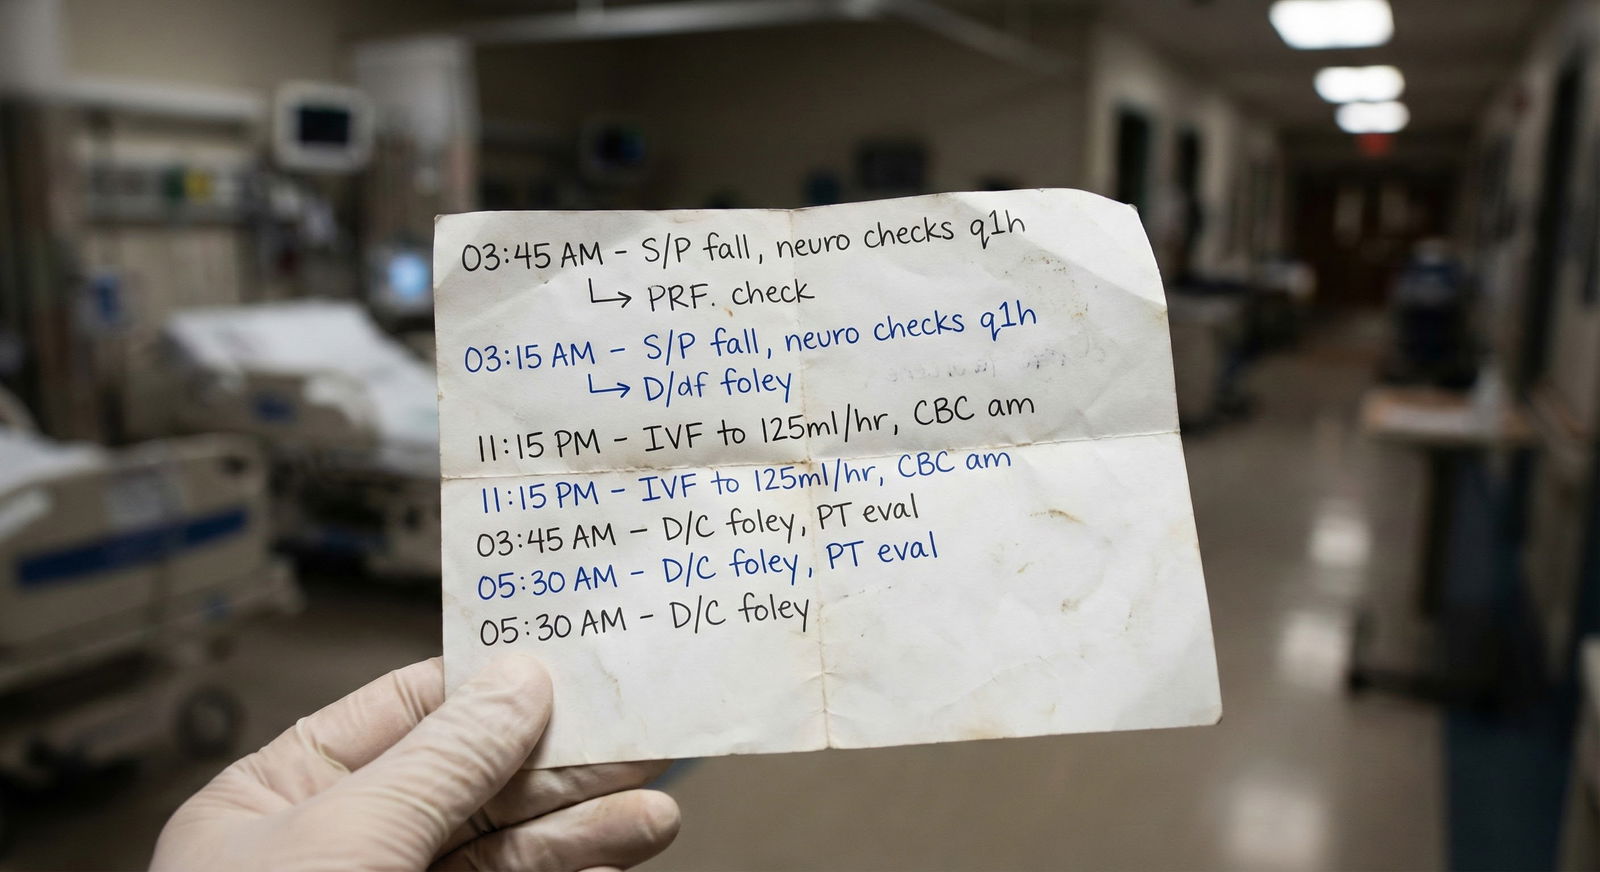 03:45 AM – S/P fall, neuro checks q1h
↳ PRF. check
03:15 AM – S/P fall, neuro checks q1h
↳ D/df foley
11:15 PM – IVF to 125ml/hr, CBC am
11:15 PM – IVF to 125ml/hr, CBC am
03:45 AM – D/C foley, PT eval
05:30 AM – D/C foley, PT eval
05:30 AM – D/C foley